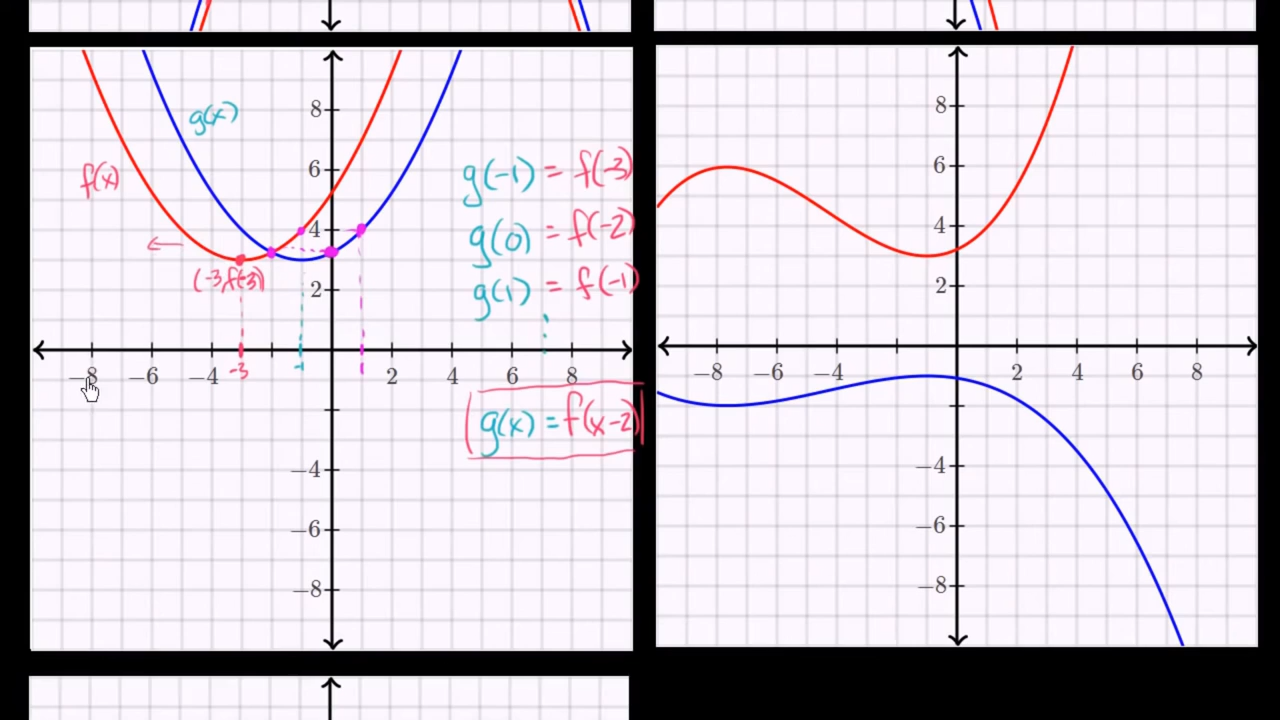 8
g(x)
6
f(x)
g(-1) = f(-3)
4
g(0) = f(-2)
(-3,f(-3))
2
g(1) = f(-1)
−8 −6 −4 -3 -1 2 4 6 8
g(x) = f(x-2)
−4
−6
−8
8
6
4
2
−8 −6 −4 2 4 6 8
−4
−6
−8